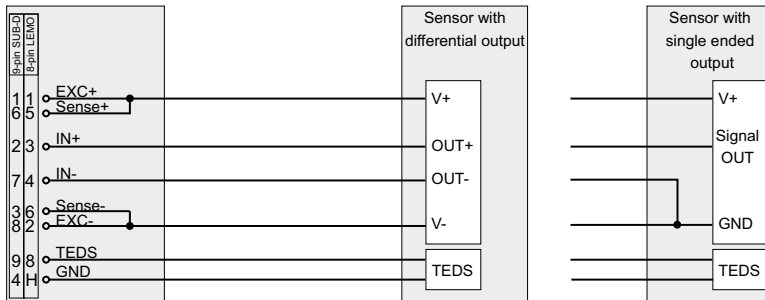 9-pin SUB-D
8-pin LEMO
Sensor with
differential output
Sensor with
single ended
output
1 1 EXC+
6 5 Sense+
V+
V+
2 3 IN+
OUT+
Signal
OUT
7 4 IN-
OUT-
3 6 Sense-
8 2 EXC-
V-
GND
9 8 TEDS
4 H GND
TEDS
TEDS